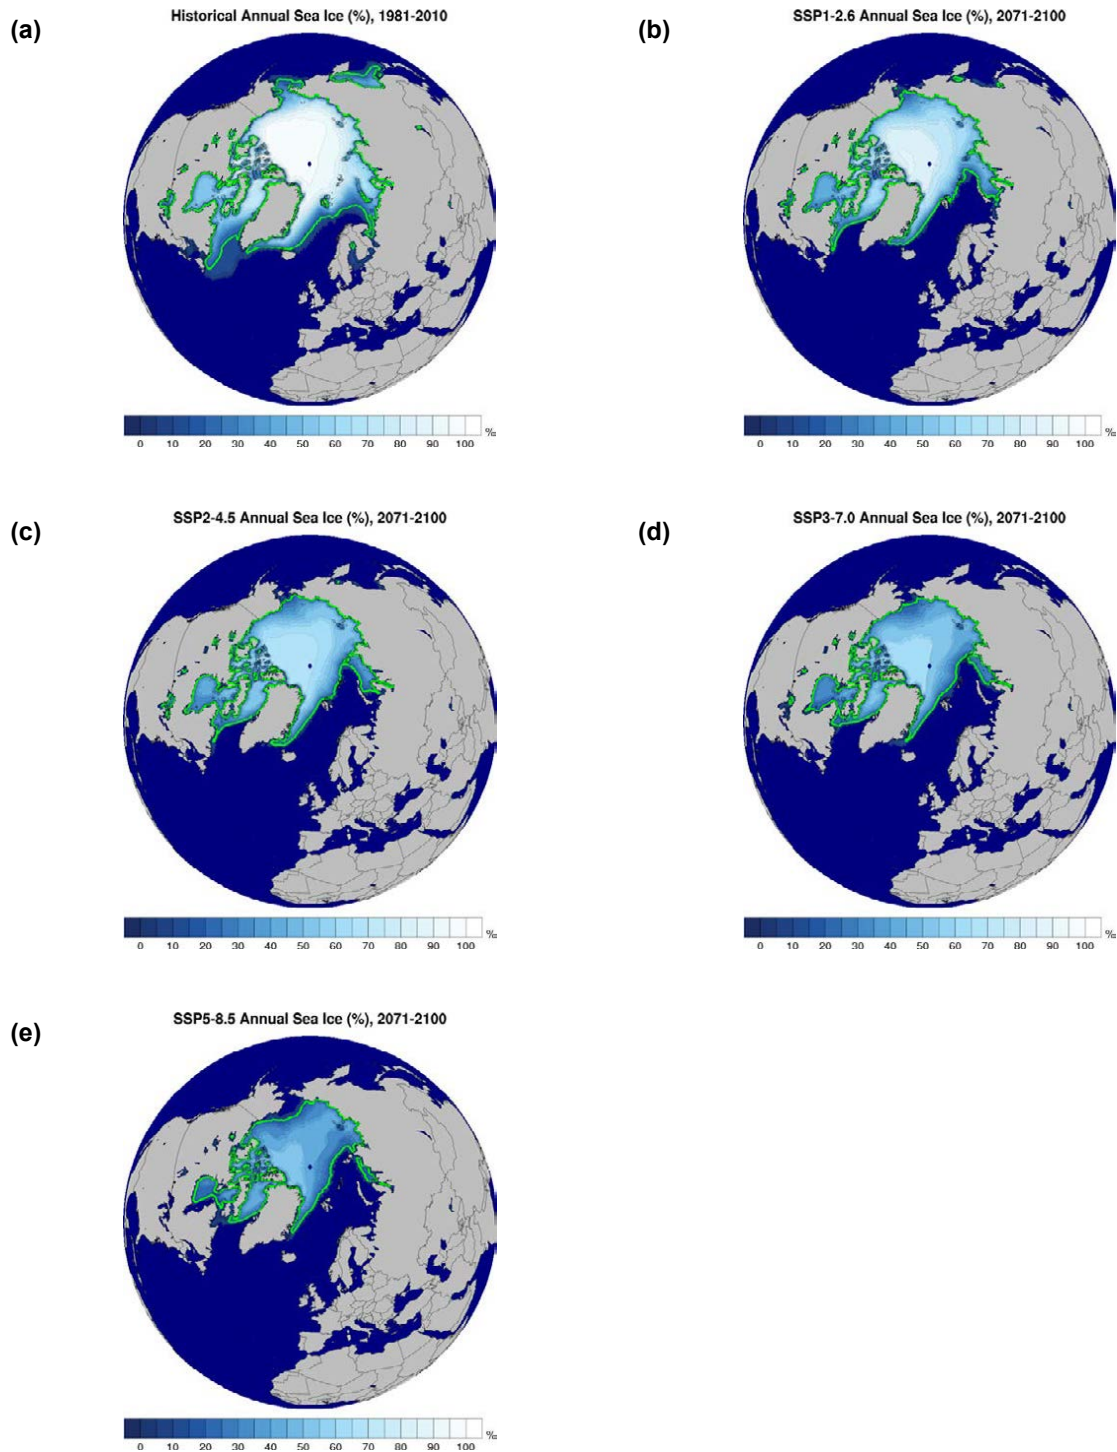 (a)
Historical Annual Sea Ice (%), 1981-2010
0 10 20 30 40 50 60 70 80 90 100 %
(b)
SSP1-2.6 Annual Sea Ice (%), 2071-2100
0 10 20 30 40 50 60 70 80 90 100 %
(c)
SSP2-4.5 Annual Sea Ice (%), 2071-2100
0 10 20 30 40 50 60 70 80 90 100 %
(d)
SSP3-7.0 Annual Sea Ice (%), 2071-2100
0 10 20 30 40 50 60 70 80 90 100 %
(e)
SSP5-8.5 Annual Sea Ice (%), 2071-2100
0 10 20 30 40 50 60 70 80 90 100 %